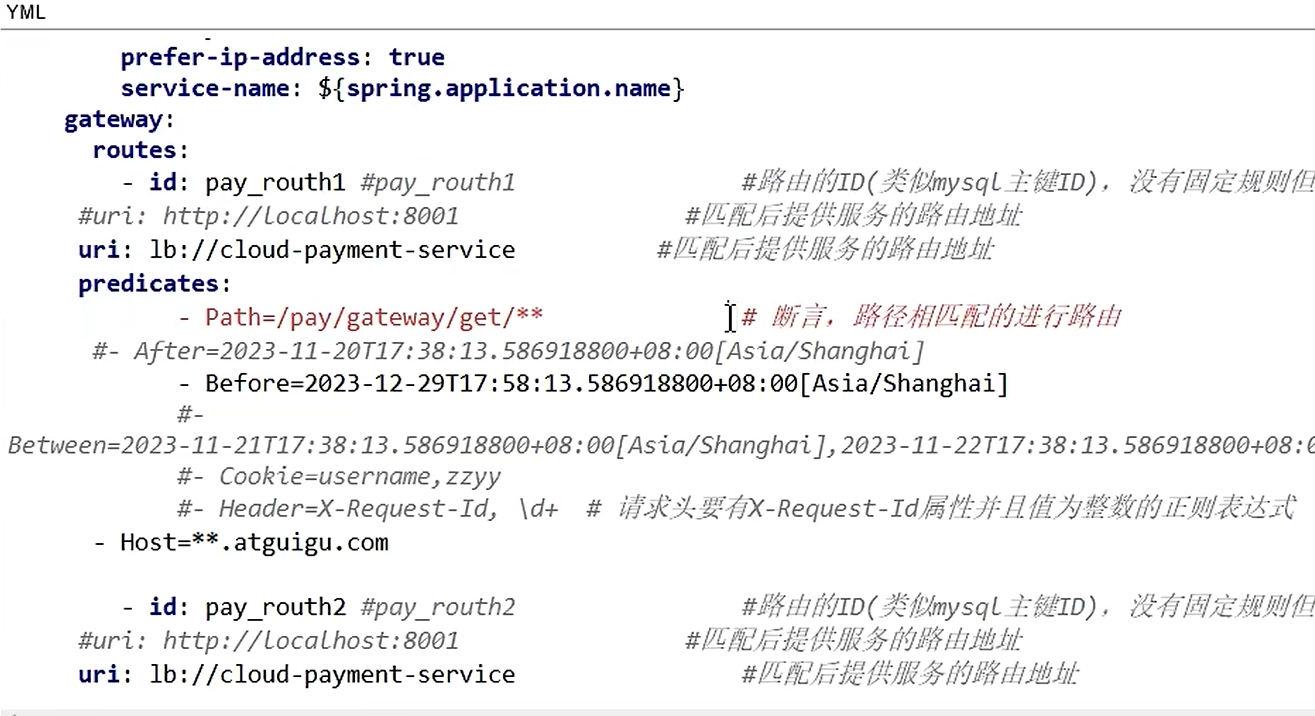 YML
prefer-ip-address: true
service-name: ${spring.application.name}
gateway:
routes:
- id: pay_routh1 #pay_routh1 #路由的ID(类似mysql主键ID)，没有固定规则但
#uri: http://localhost:8001 #匹配后提供服务的路由地址
uri: lb://cloud-payment-service #匹配后提供服务的路由地址
predicates:
- Path=/pay/gateway/get/** # 断言，路径相匹配的进行路由
#- After=2023-11-20T17:38:13.586918800+08:00[Asia/Shanghai]
- Before=2023-12-29T17:58:13.586918800+08:00[Asia/Shanghai]
#-
Between=2023-11-21T17:38:13.586918800+08:00[Asia/Shanghai],2023-11-22T17:38:13.586918800+08:0
#- Cookie=username,zzyy
#- Header=X-Request-Id, \d+ # 请求头要有X-Request-Id属性并且值为整数的正则表达式
- Host=**.atguigu.com
- id: pay_routh2 #pay_routh2 #路由的ID(类似mysql主键ID)，没有固定规则但
#uri: http://localhost:8001 #匹配后提供服务的路由地址
uri: lb://cloud-payment-service #匹配后提供服务的路由地址